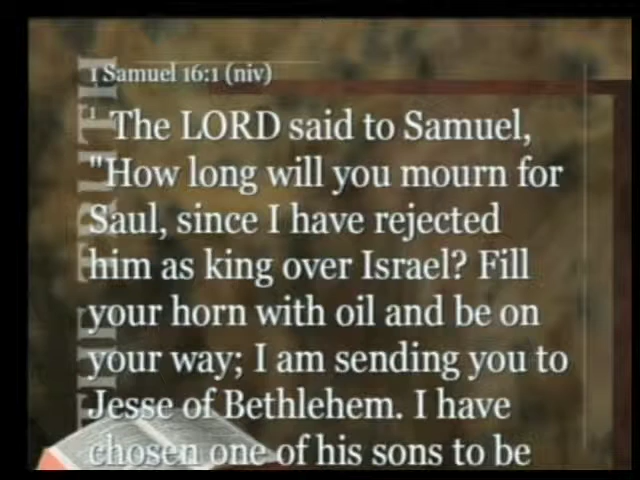 THE TRUTH
1 Samuel 16:1 (niv)
1 The LORD said to Samuel,
"How long will you mourn for
Saul, since I have rejected
him as king over Israel? Fill
your horn with oil and be on
your way; I am sending you to
Jesse of Bethlehem. I have
chosen one of his sons to be